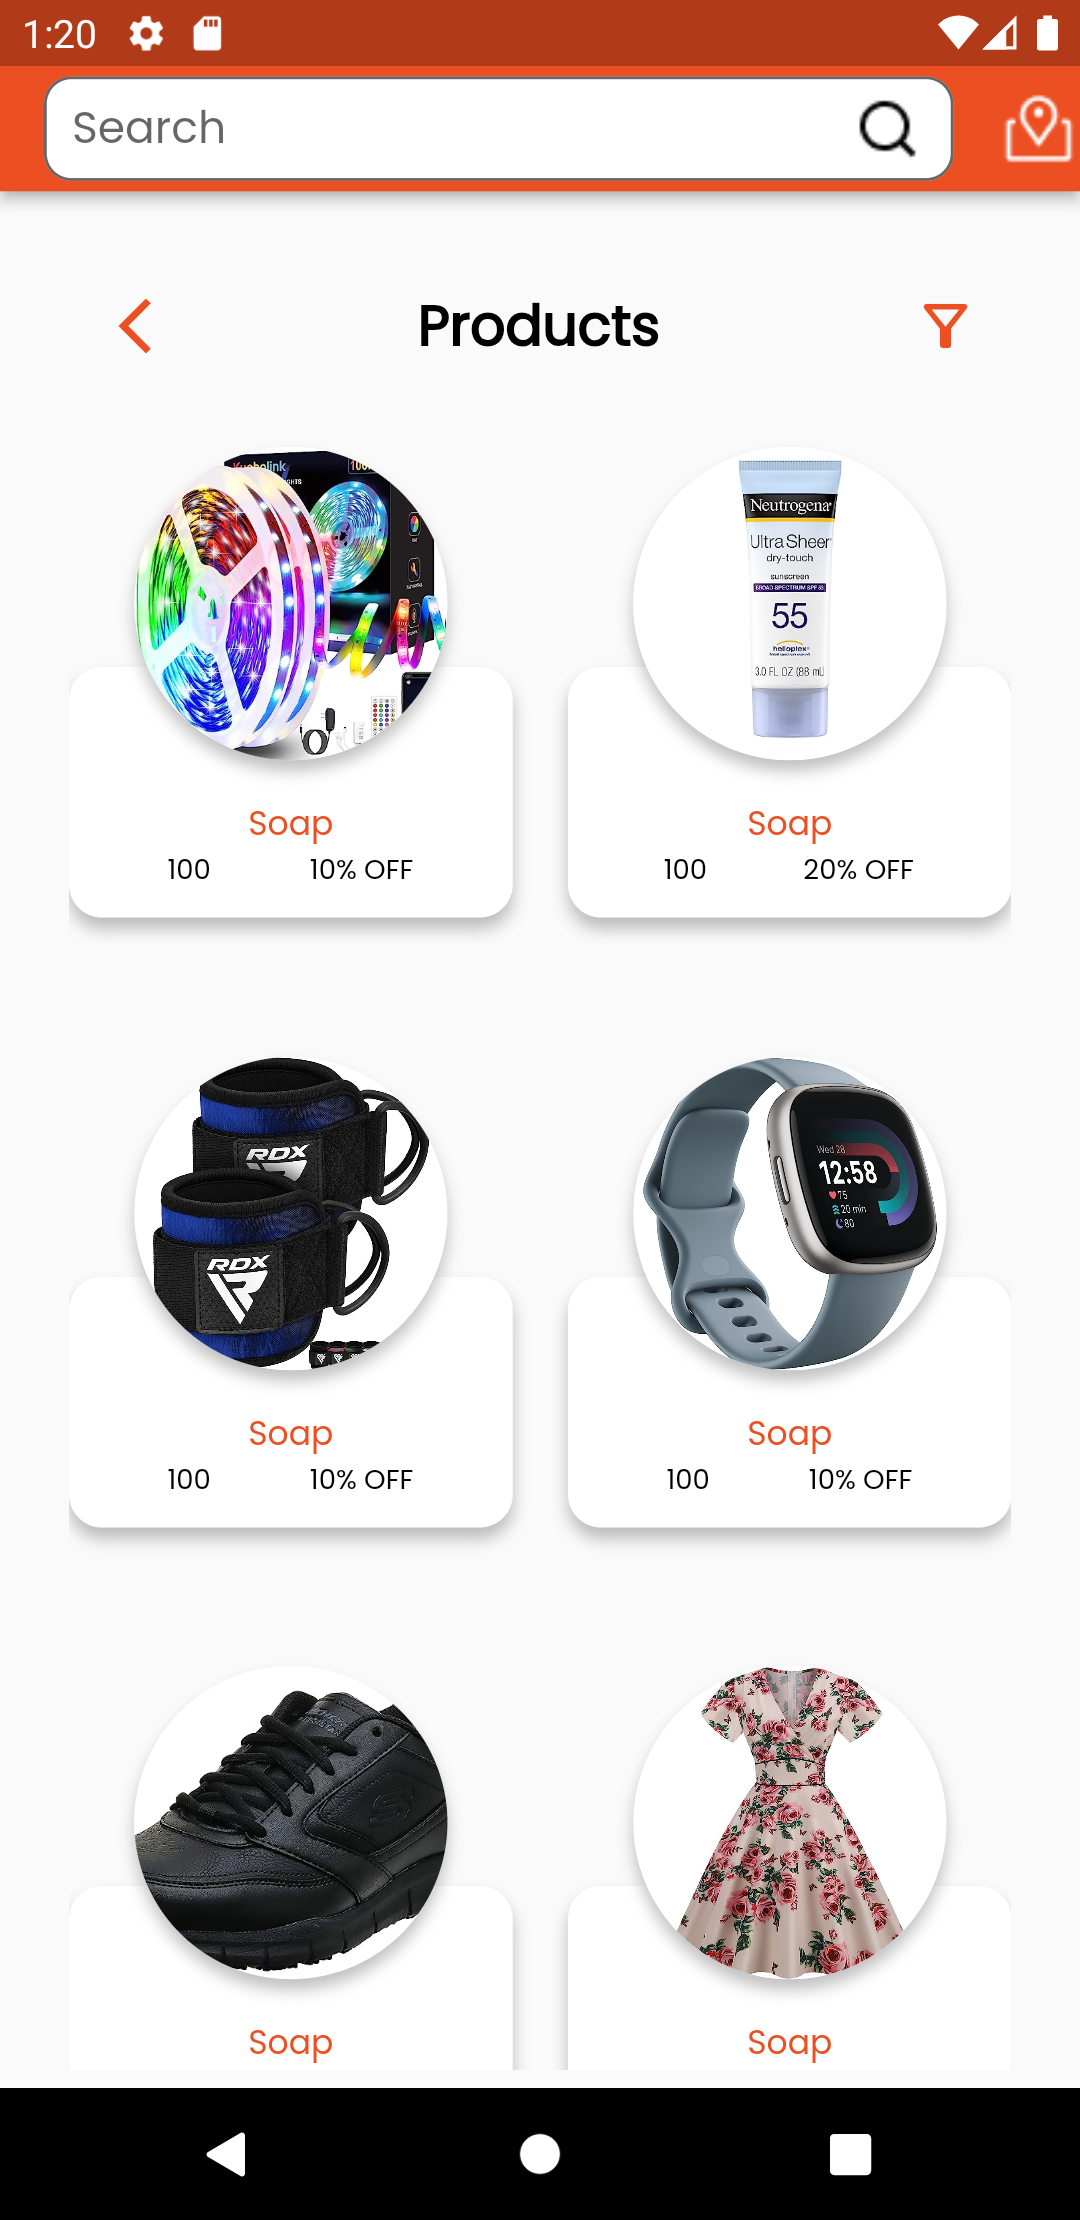 1:20
Search
Products
Neutrogena®
Ultra Sheer
dry-touch
sunscreen
BROAD SPECTRUM SPF 55
55
helioplex®
3.0 FL OZ (88 mL)
Soap
Soap
100
10% OFF
100
20% OFF
RDX
RDX
Wed 28
12:58
75
20 min
80
Soap
Soap
100
10% OFF
100
10% OFF
Soap
Soap